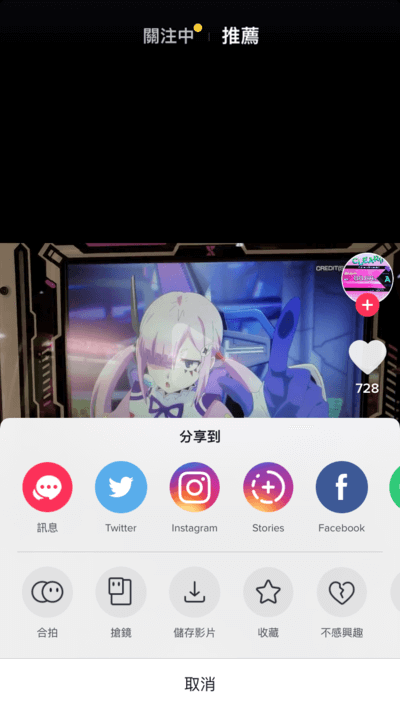 關注中
推薦
CREDIT
728
分享到
訊息
Twitter
Instagram
Stories
Facebook
合拍
搶鏡
儲存影片
收藏
不感興趣
取消